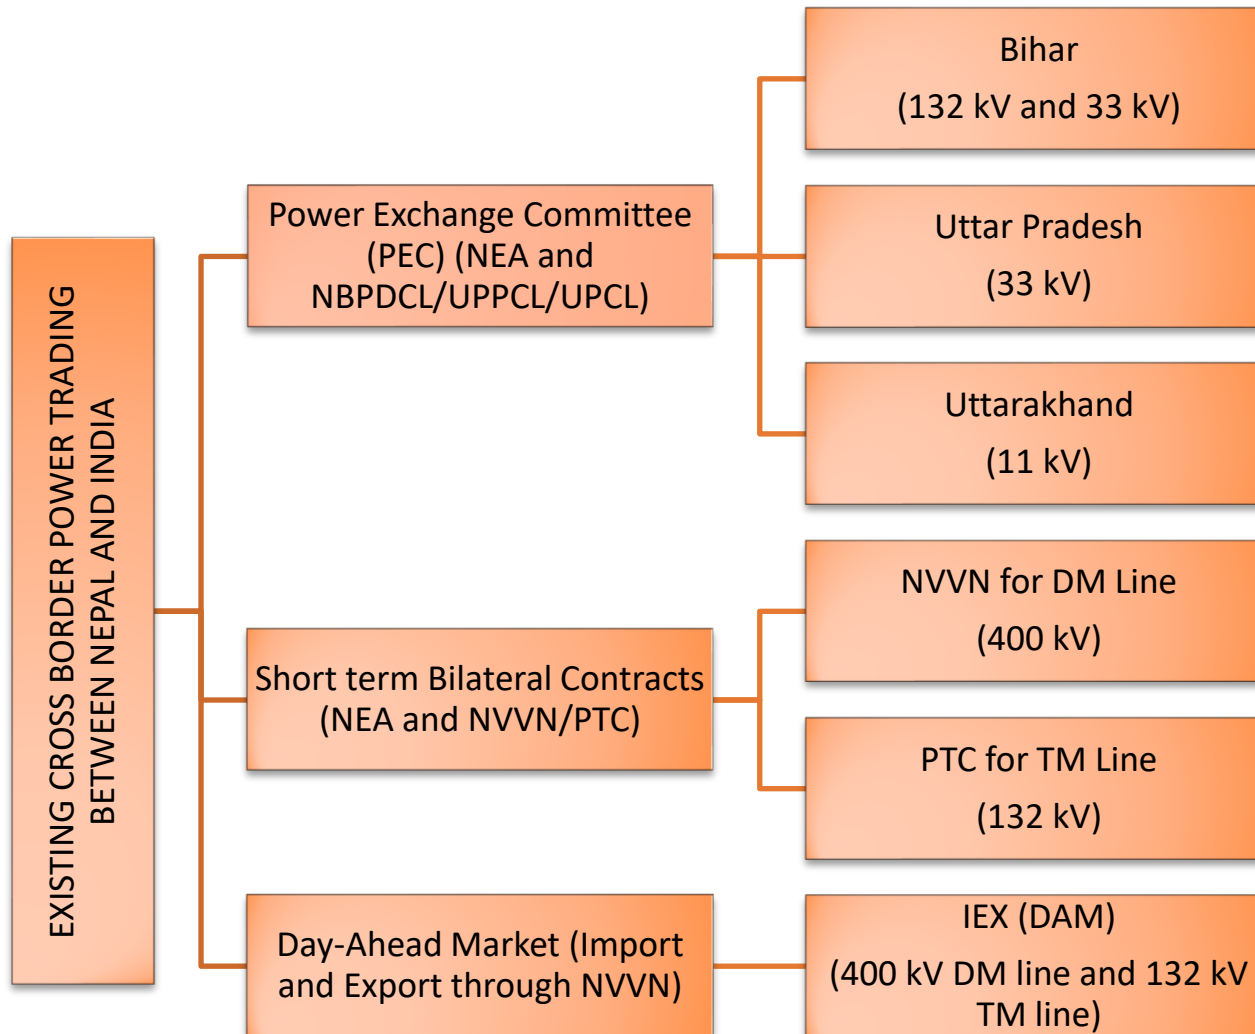 EXISTING CROSS BORDER POWER TRADING
BETWEEN NEPAL AND INDIA
Power Exchange Committee
(PEC) (NEA and
NBPDCL/UPPCL/UPCL)
Bihar
(132 kV and 33 kV)
Uttar Pradesh
(33 kV)
Uttarakhand
(11 kV)
Short term Bilateral Contracts
(NEA and NVVN/PTC)
NVVN for DM Line
(400 kV)
PTC for TM Line
(132 kV)
Day-Ahead Market (Import
and Export through NVVN)
IEX (DAM)
(400 kV DM line and 132 kV
TM line)